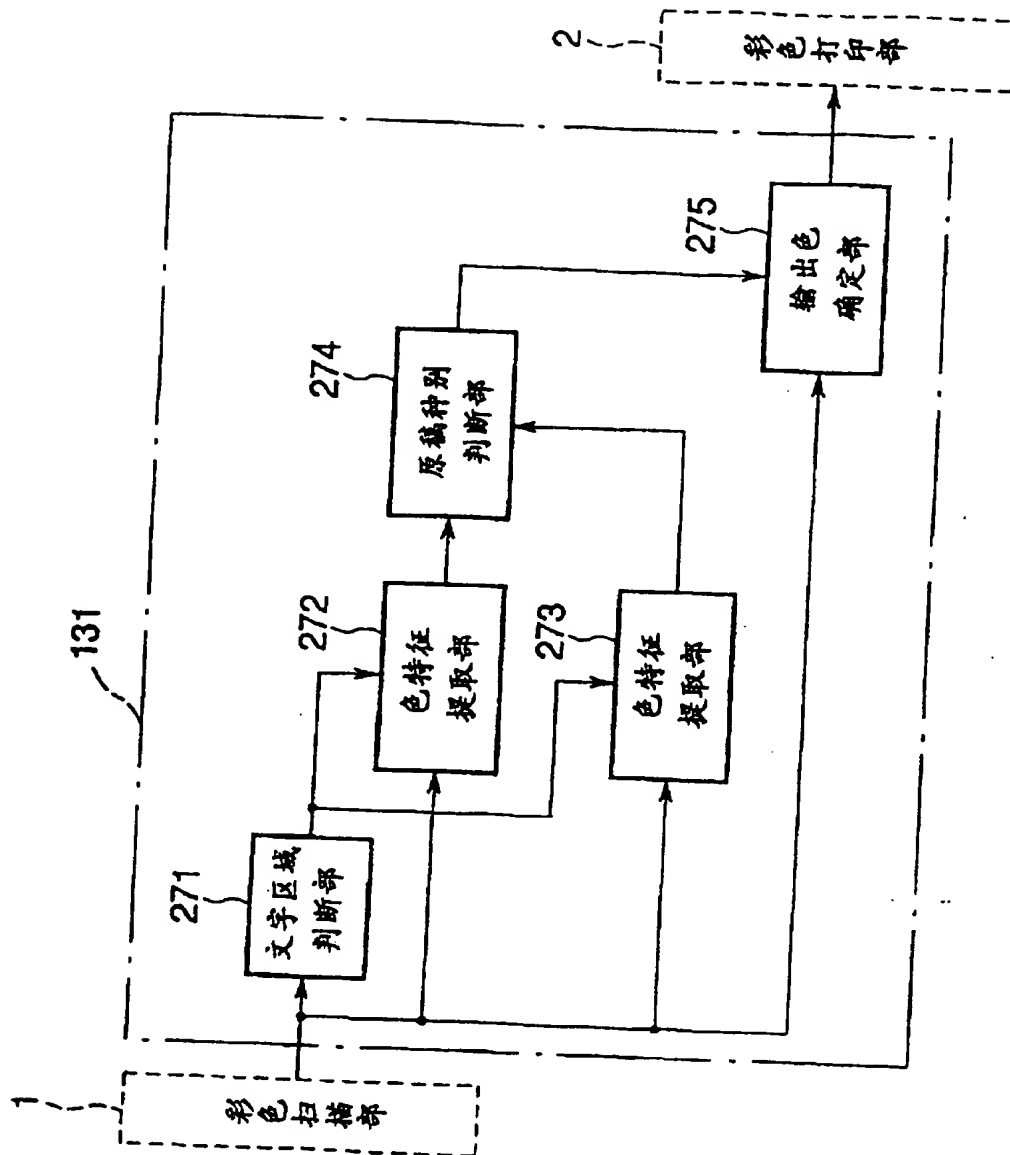 131
1
彩色扫描部
271
文字区域
判断部
272
色特征
提取部
273
色特征
提取部
274
原稿种别
判断部
275
输出色
确定部
2
彩色打印部